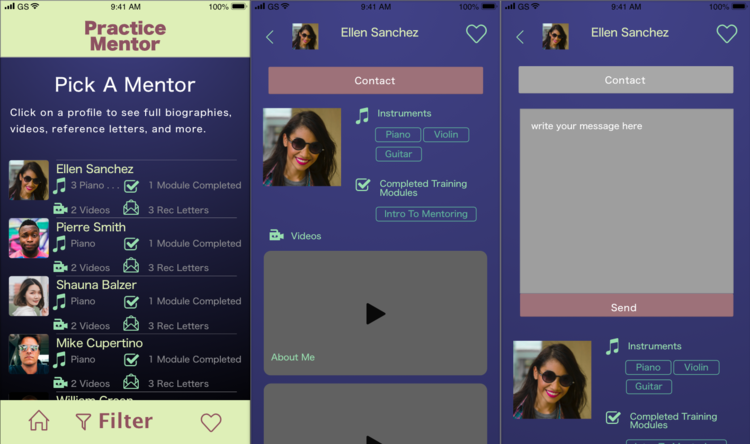 GS 9:41 AM 100%
Practice
Mentor
Pick A Mentor
Click on a profile to see full biographies,
videos, reference letters, and more.
Ellen Sanchez
3 Piano . . . 1 Module Completed
2 Videos 3 Rec Letters
Pierre Smith
Piano 1 Module Completed
2 Videos 3 Rec Letters
Shauna Balzer
Piano 1 Module Completed
2 Videos 3 Rec Letters
Mike Cupertino
Piano 1 Module Completed
2 Videos 3 Rec Letters
Filter
GS 9:41 AM 100%
Ellen Sanchez
Contact
Instruments
Piano Violin
Guitar
Completed Training
Modules
Intro To Mentoring
Videos
About Me
GS 9:41 AM 100%
Ellen Sanchez
Contact
write your message here
Send
Instruments
Piano Violin
Guitar
Completed Training
Modules